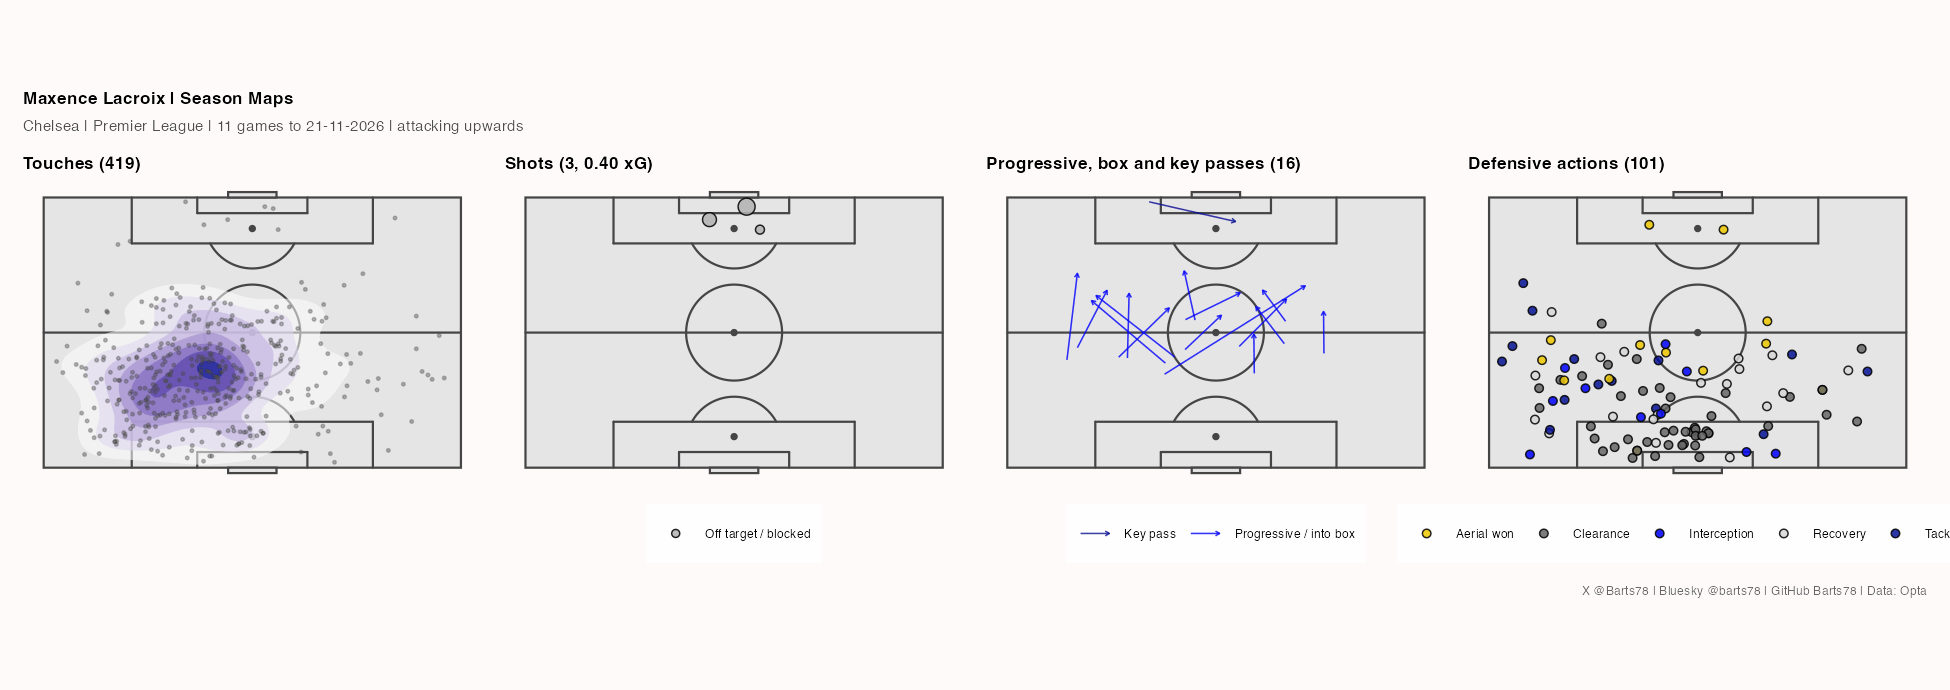 Maxence Lacroix | Season Maps
Chelsea | Premier League | 11 games to 21-11-2026 | attacking upwards
Touches (419)
Shots (3, 0.40 xG)
Progressive, box and key passes (16)
Defensive actions (101)
Off target / blocked
Key pass
Progressive / into box
Aerial won
Clearance
Interception
Recovery
Tack
X @Barts78 | Bluesky @barts78 | GitHub Barts78 | Data: Opta